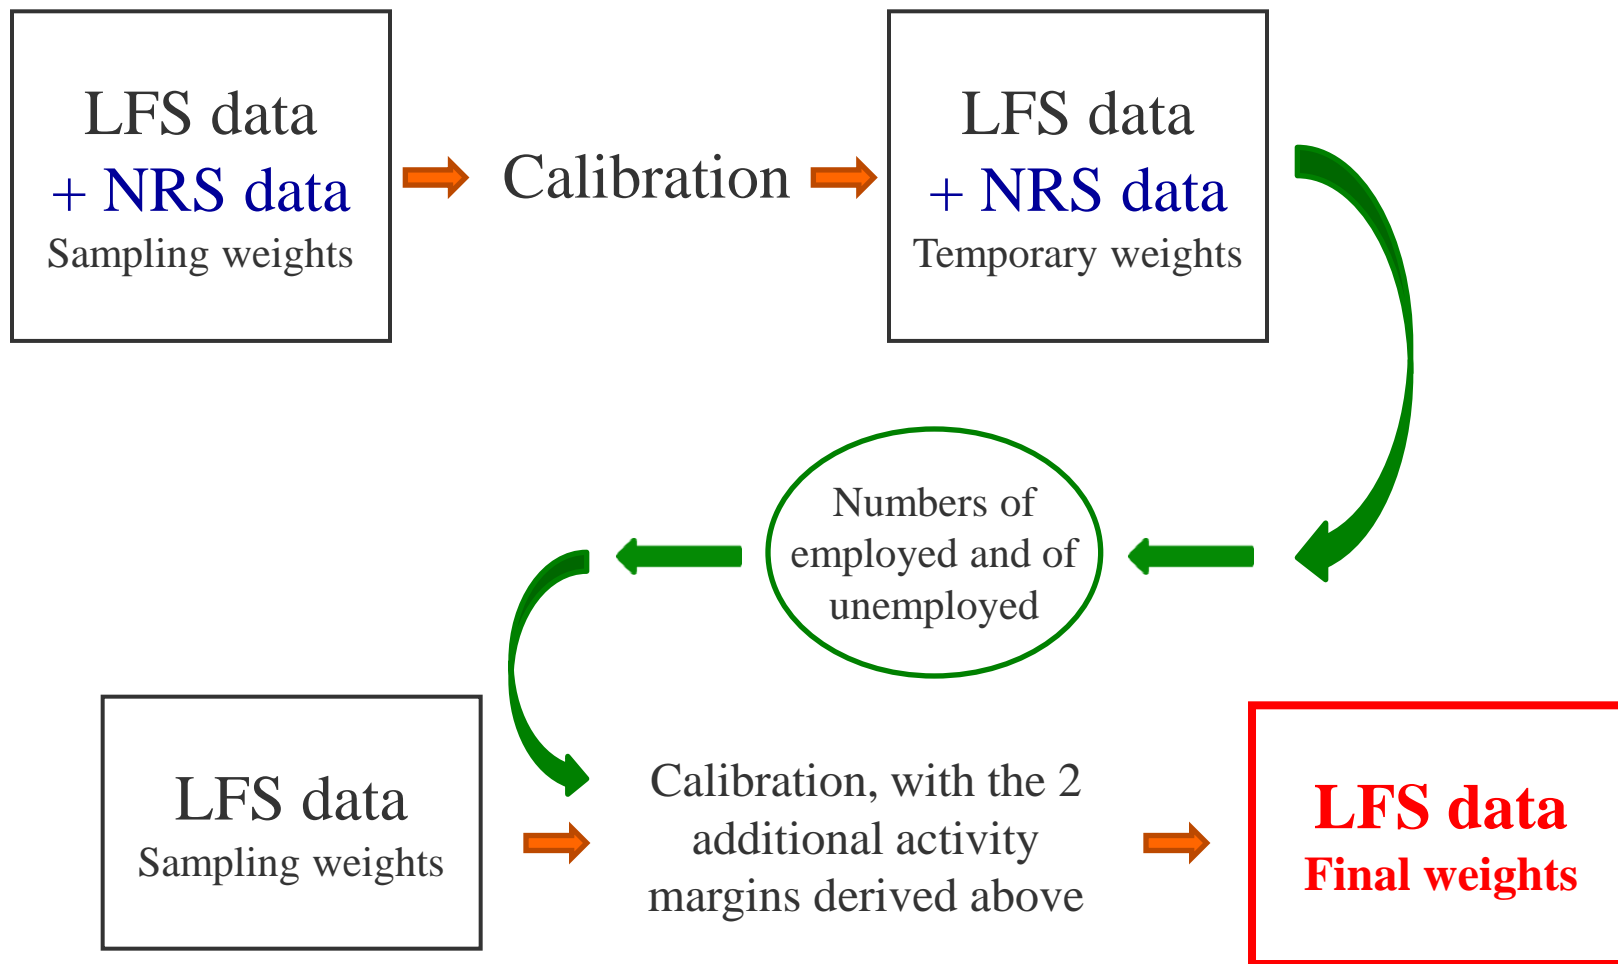 LFS data
+ NRS data
Sampling weights
Calibration
LFS data
+ NRS data
Temporary weights
Numbers of
employed and of
unemployed
LFS data
Sampling weights
Calibration, with the 2
additional activity
margins derived above
LFS data
Final weights